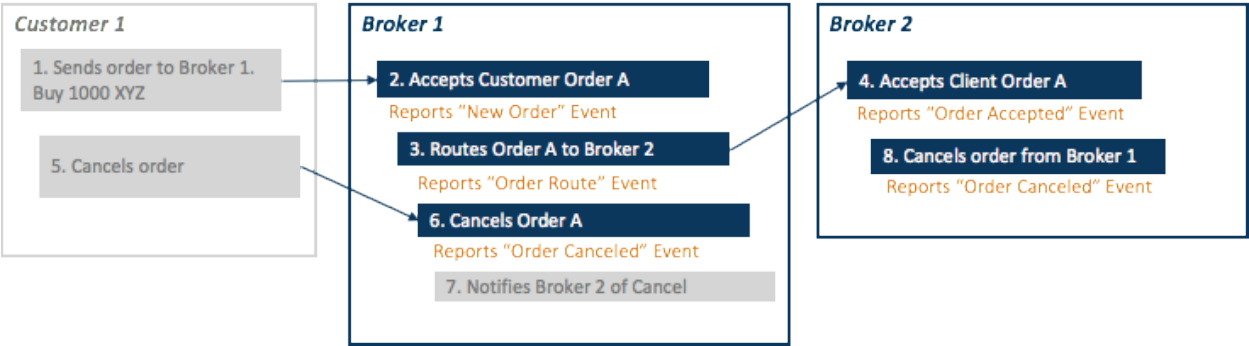 Customer 1
1. Sends order to Broker 1.
Buy 1000 XYZ
5. Cancels order
Broker 1
2. Accepts Customer Order A
Reports "New Order" Event
3. Routes Order A to Broker 2
Reports "Order Route" Event
6. Cancels Order A
Reports "Order Canceled" Event
7. Notifies Broker 2 of Cancel
Broker 2
4. Accepts Client Order A
Reports "Order Accepted" Event
8. Cancels order from Broker 1
Reports "Order Canceled" Event